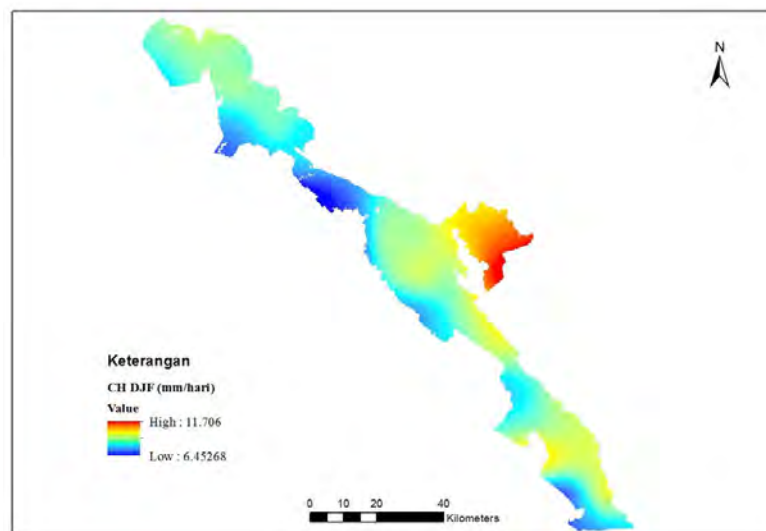 N
Keterangan
CH DJF (mm/hari)
Value
High : 11.706
Low : 6.45268
0 10 20 40
Kilometers